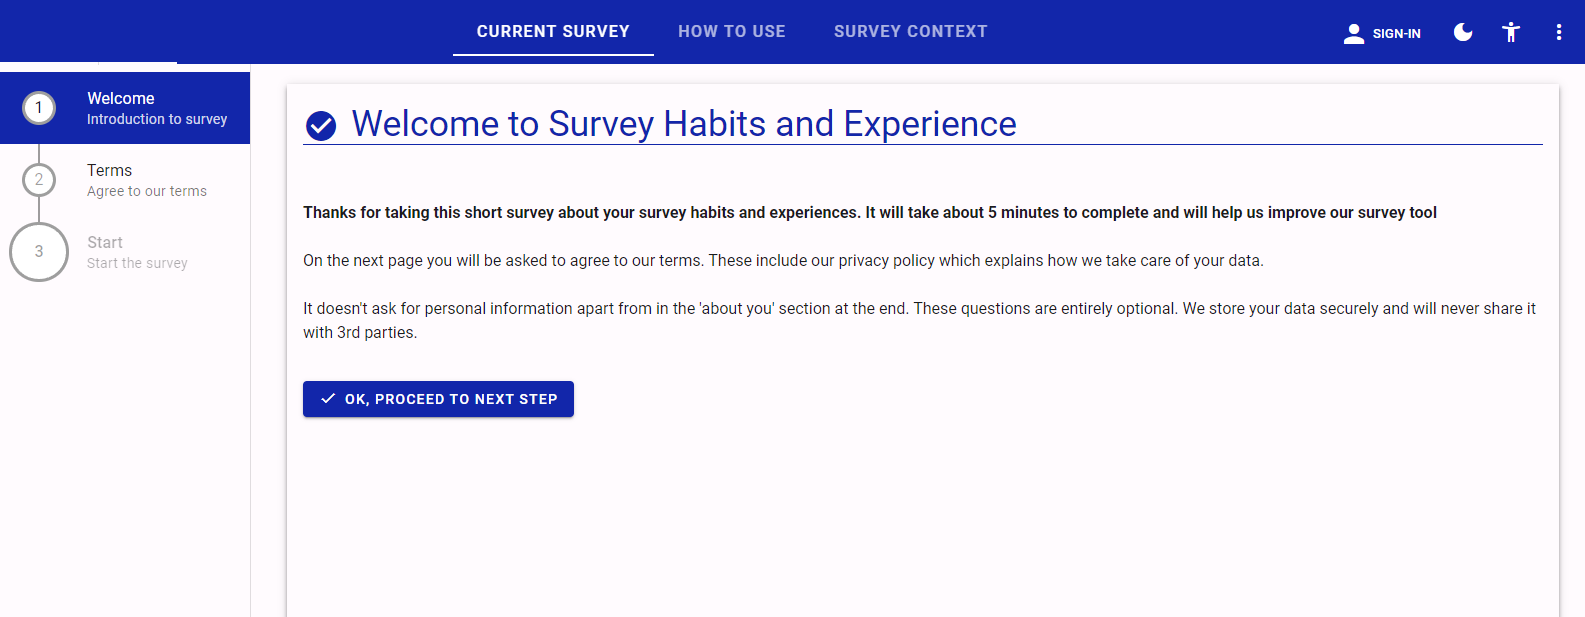 CURRENT SURVEY
HOW TO USE
SURVEY CONTEXT
SIGN-IN
1
Welcome
Introduction to survey
2
Terms
Agree to our terms
3
Start
Start the survey
Welcome to Survey Habits and Experience
Thanks for taking this short survey about your survey habits and experiences. It will take about 5 minutes to complete and will help us improve our survey tool
On the next page you will be asked to agree to our terms. These include our privacy policy which explains how we take care of your data.
It doesn't ask for personal information apart from in the 'about you' section at the end. These questions are entirely optional. We store your data securely and will never share it
with 3rd parties.
OK, PROCEED TO NEXT STEP